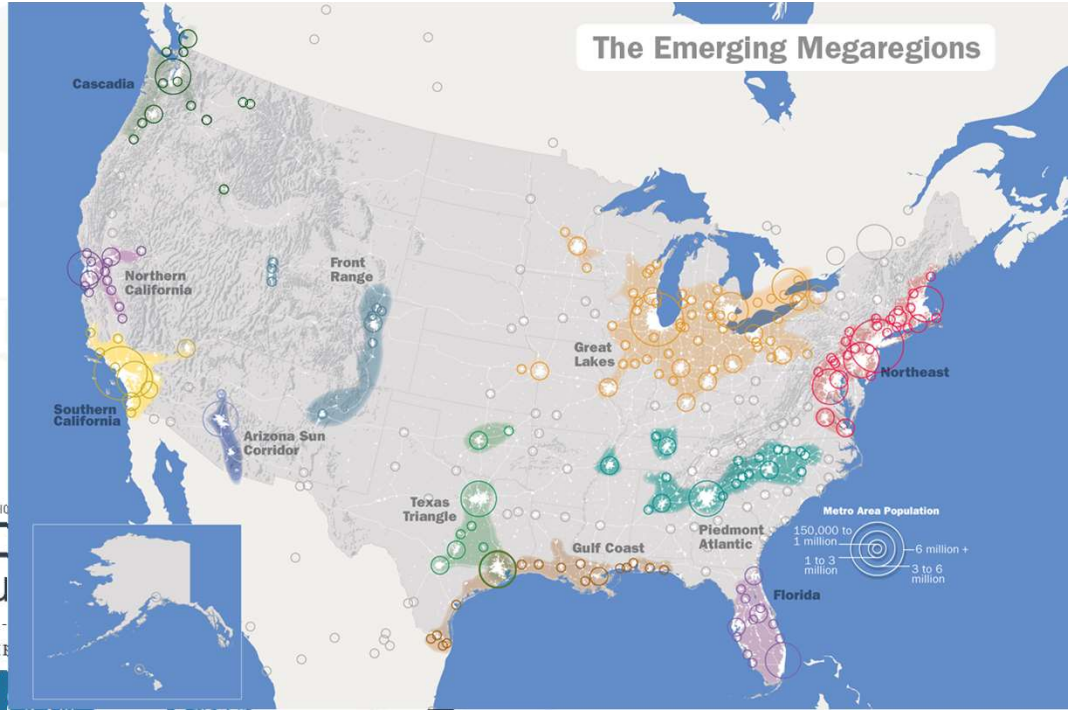 The Emerging Megaregions
Cascadia
Northern
California
Front
Range
Great
Lakes
Northeast
Southern
California
Arizona Sun
Corridor
Texas
Triangle
Gulf Coast
Piedmont
Atlantic
Metro Area Population
150,000 to
1 million
6 million +
1 to 3
million
3 to 6
million
Florida